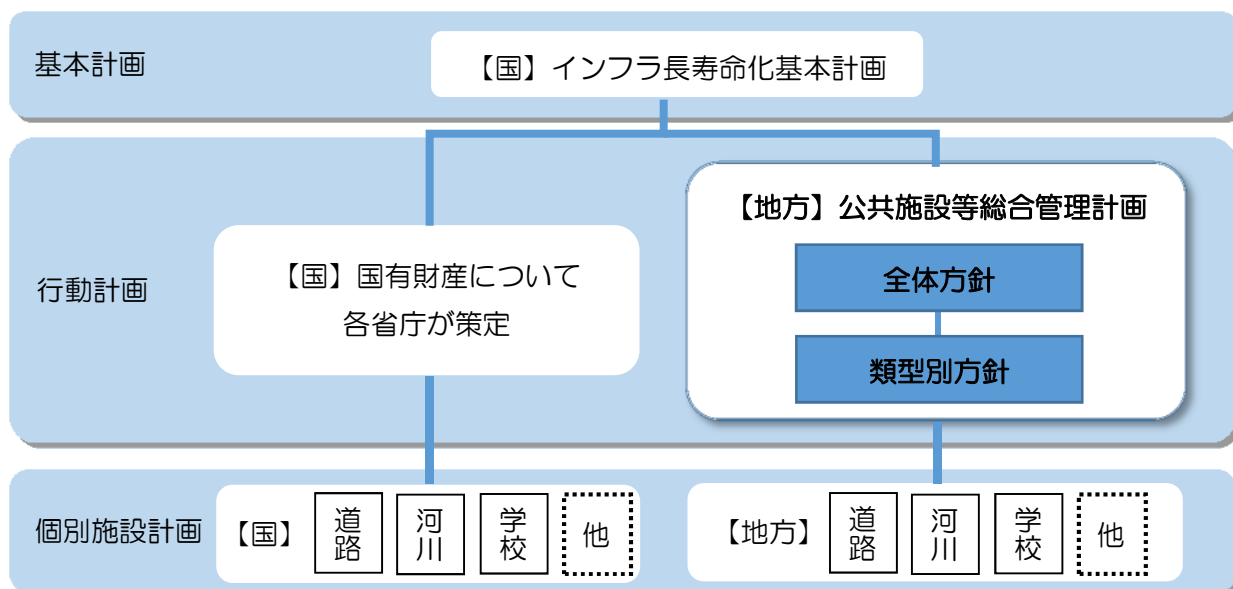 基本計画
【国】インフラ長寿命化基本計画
行動計画
【国】国有財産について
各省庁が策定
【地方】公共施設等総合管理計画
全体方針
類型別方針
個別施設計画
【国】
道路
河川
学校
他
【地方】
道路
河川
学校
他